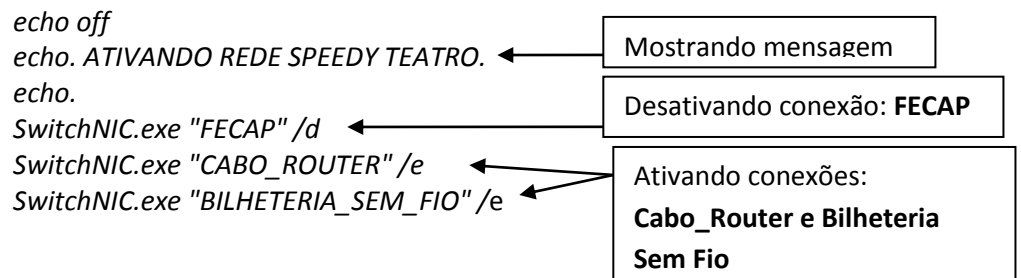 echo off
echo. ATIVANDO REDE SPEEDY TEATRO.
echo.
SwitchNIC.exe "FECAP" /d
SwitchNIC.exe "CABO_ROUTER" /e
SwitchNIC.exe "BILHETERIA_SEM_FIO" /e
Mostrando mensagem
Desativando conexão: FECAP
Ativando conexões:
Cabo_Router e Bilheteria
Sem Fio